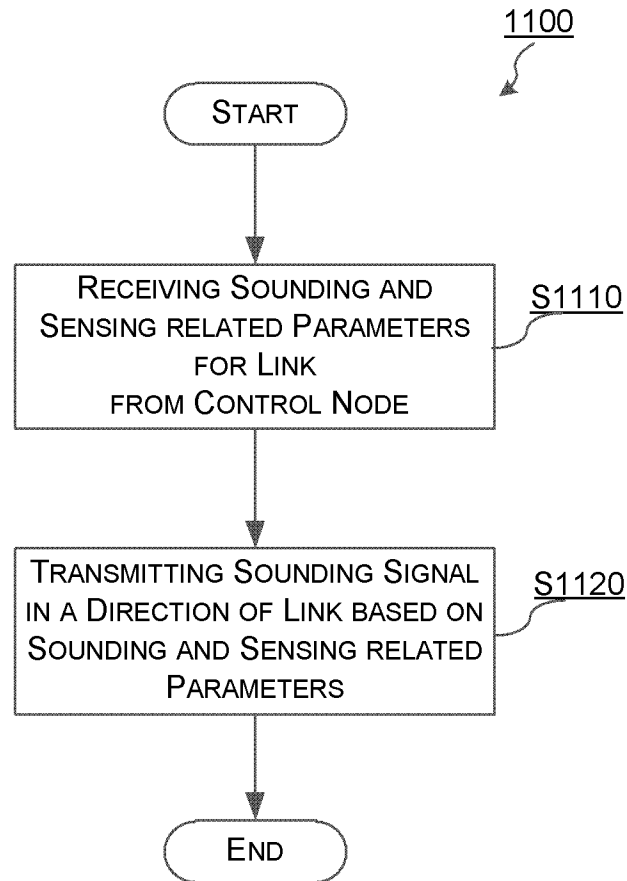 1100
START
RECEIVING SOUNDING AND
SENSING RELATED PARAMETERS
FOR LINK
FROM CONTROL NODE
S1110
TRANSMITTING SOUNDING SIGNAL
IN A DIRECTION OF LINK BASED ON
SOUNDING AND SENSING RELATED
PARAMETERS
S1120
END